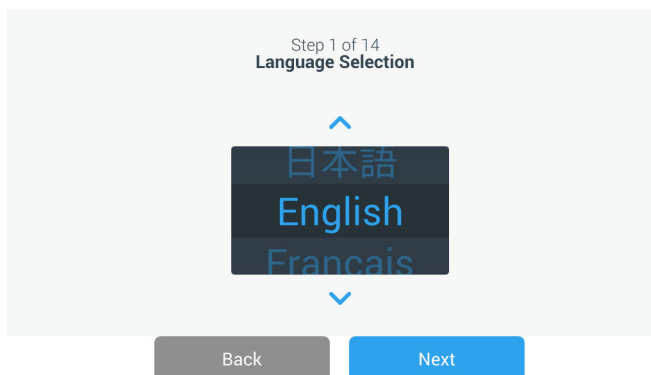 Step 1 of 14
Language Selection
日本語
English
Francais
Back
Next